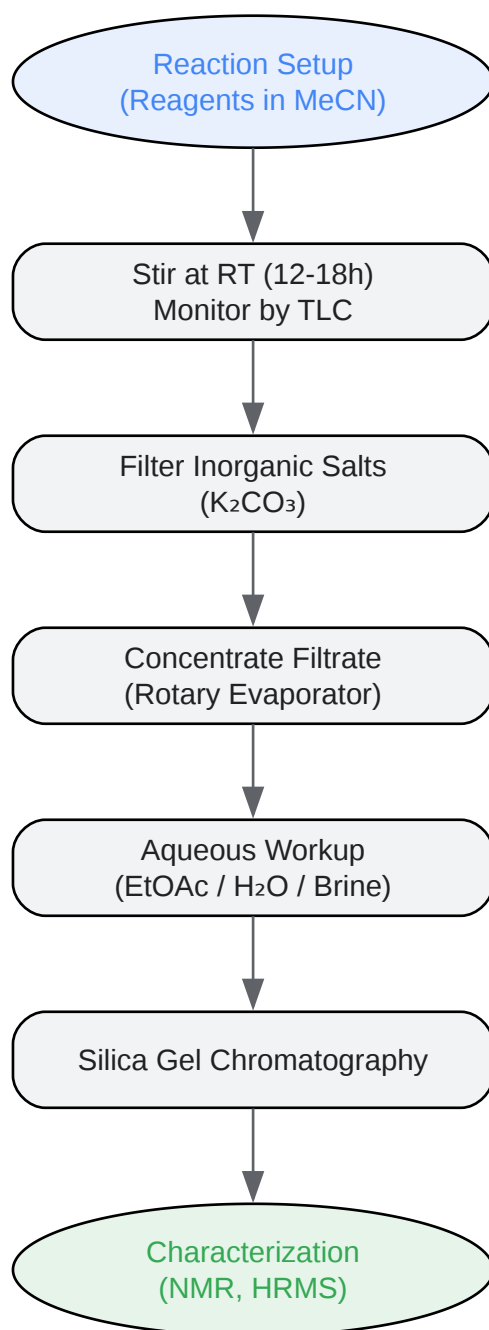 Reaction Setup
(Reagents in MeCN)
Stir at RT (12-18h)
Monitor by TLC
Filter Inorganic Salts
(K₂CO₃)
Concentrate Filtrate
(Rotary Evaporator)
Aqueous Workup
(EtOAc / H₂O / Brine)
Silica Gel Chromatography
Characterization
(NMR, HRMS)